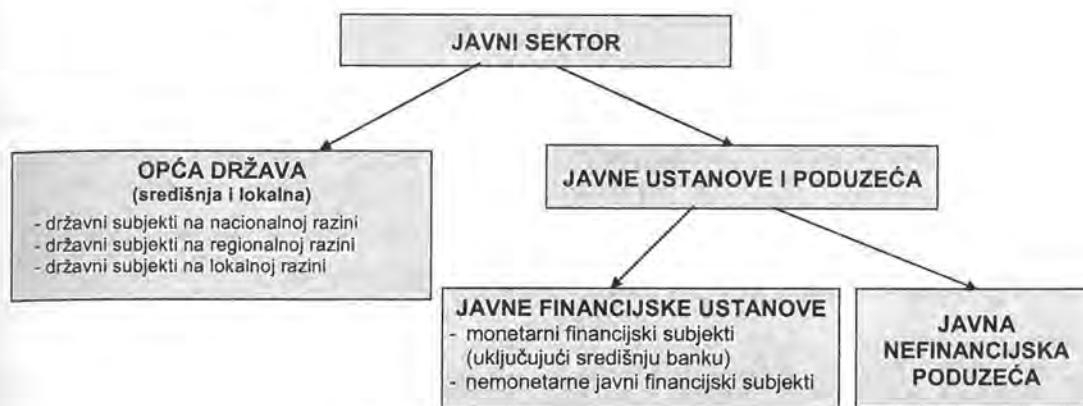 JAVNI SEKTOR
OPĆA DRŽAVA
(središnja i lokalna)
- državni subjekti na nacionalnoj razini
- državni subjekti na regionalnoj razini
- državni subjekti na lokalnoj razini
JAVNE USTANOVE I PODUZEĆA
JAVNE FINANCIJSKE USTANOVE
- monetarni financijski subjekti
(uključujući središnju banku)
- nemonetarne javni financijski subjekti
JAVNA
NEFINANCIJSKA
PODUZEĆA